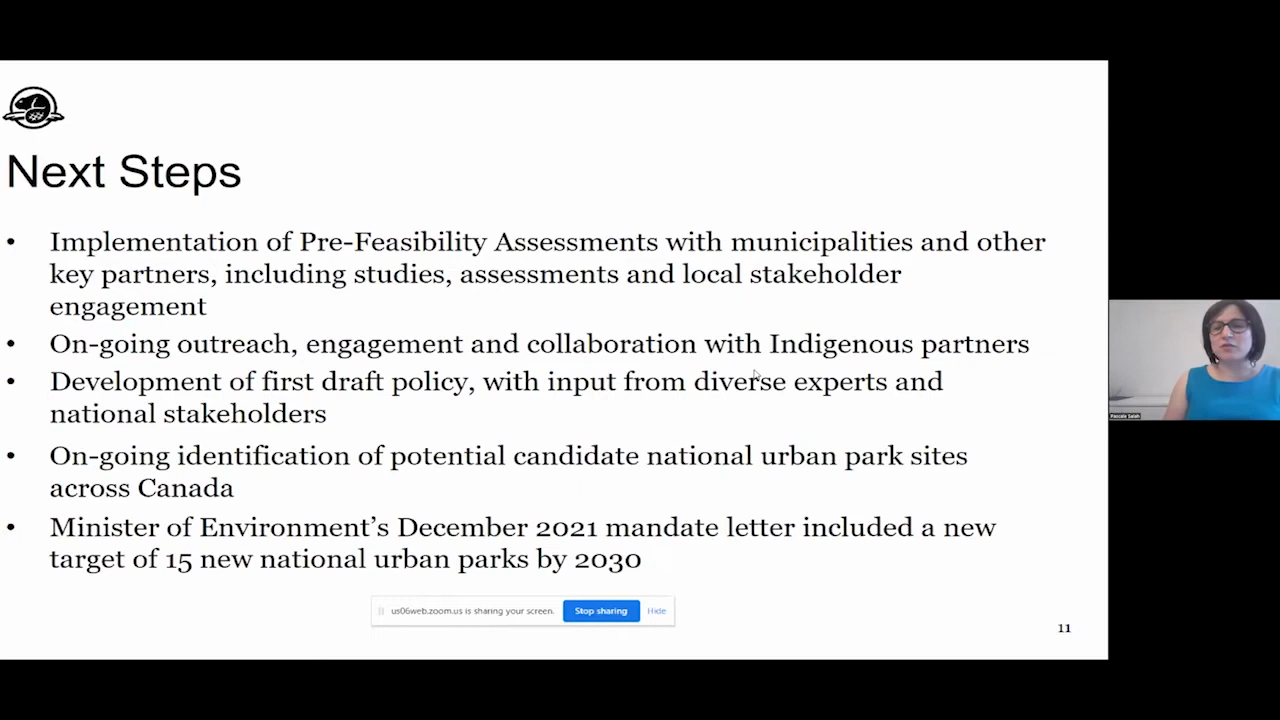 Next Steps
• Implementation of Pre-Feasibility Assessments with municipalities and other
key partners, including studies, assessments and local stakeholder
engagement
• On-going outreach, engagement and collaboration with Indigenous partners
• Development of first draft policy, with input from diverse experts and
national stakeholders
• On-going identification of potential candidate national urban park sites
across Canada
• Minister of Environment’s December 2021 mandate letter included a new
target of 15 new national urban parks by 2030
us06web.zoom.us is sharing your screen. Stop sharing Hide
11
Pascale Salah